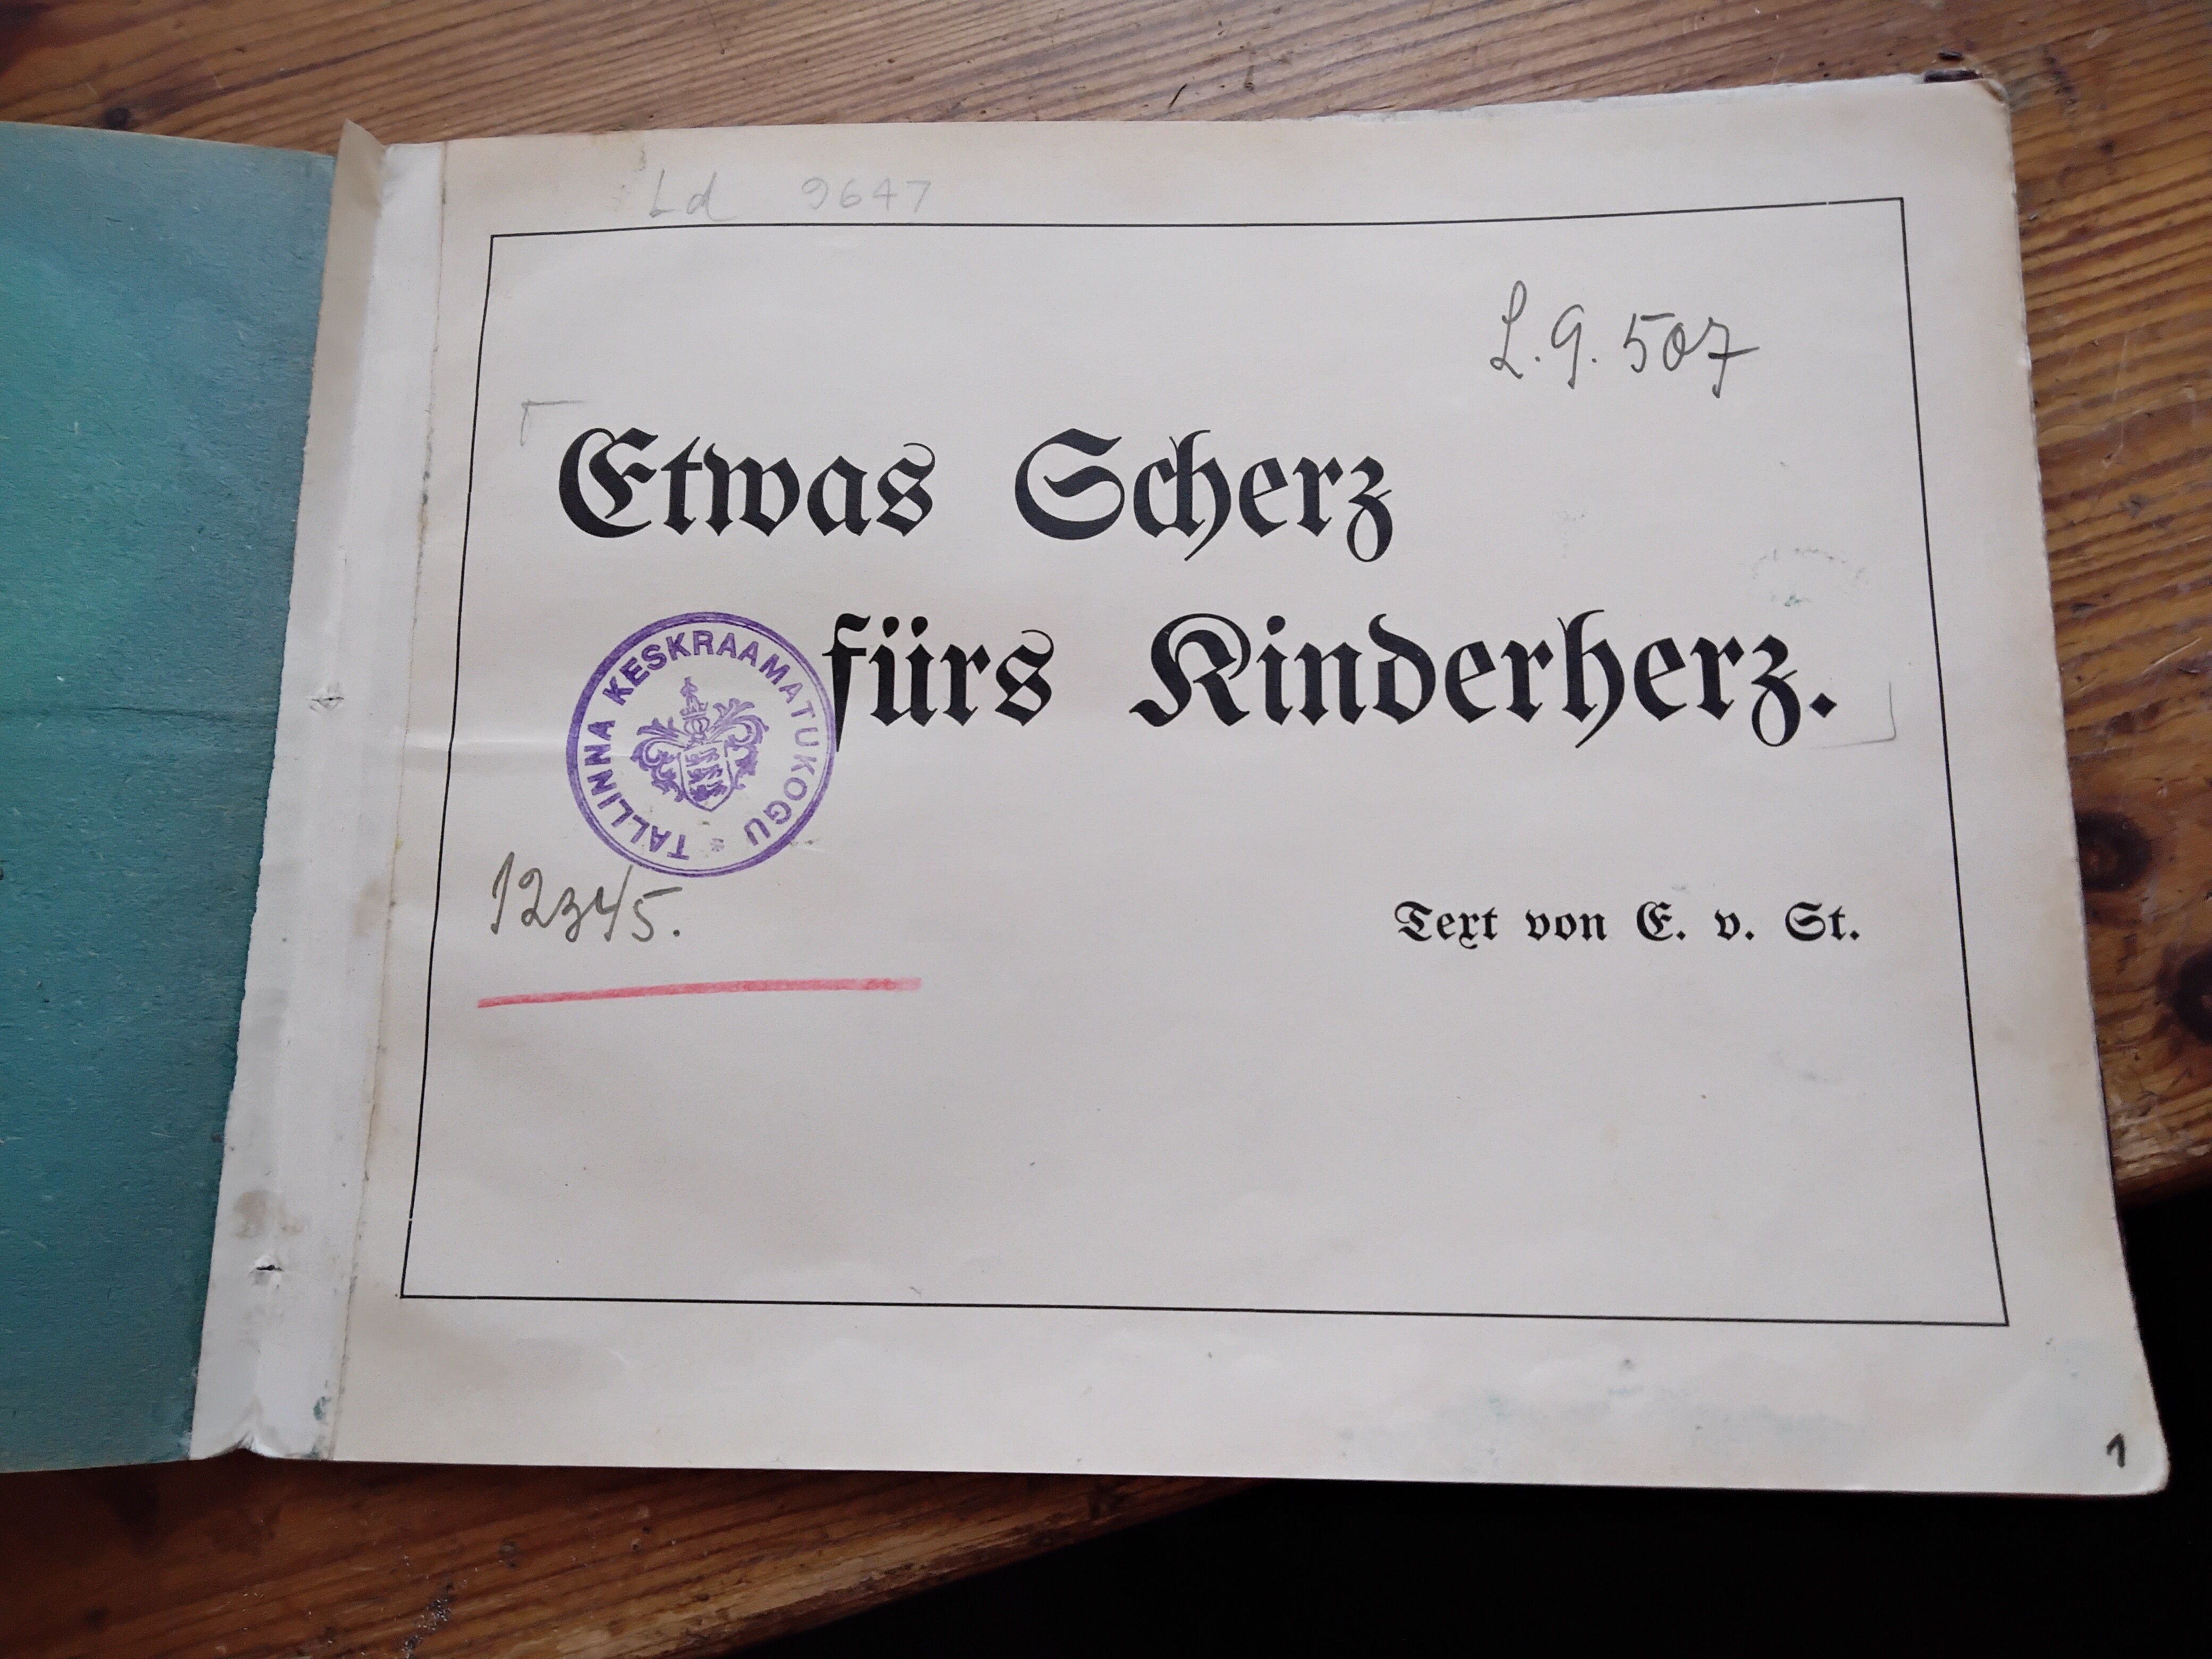 Ld 9647
L. 9. 507
Etwas Scherz
fürs Kinderherz.
TALLINNA KESKRAAMATUKOGU *
12345.
Text von E. v. St.
1